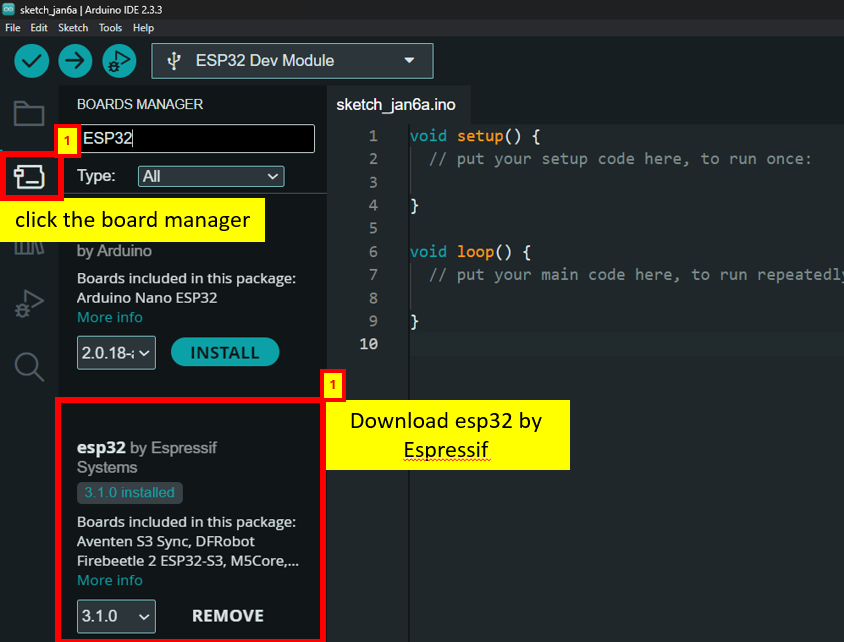 sketch_jan6a | Arduino IDE 2.3.3
File Edit Sketch Tools Help
ESP32 Dev Module
BOARDS MANAGER
ESP32
1
Type: All
click the board manager
by Arduino
Boards included in this package:
Arduino Nano ESP32
More info
INSTALL
1
Download esp32 by
Espressif
esp32 by Espressif
Systems
3.1.0 installed
Boards included in this package:
Aventen S3 Sync, DFRobot
Firebeetle 2 ESP32-S3, M5Core,...
More info
3.1.0 REMOVE
sketch_jan6a.ino
1 void setup() {
2 // put your setup code here, to run once:
3
4 }
5
6 void loop() {
7 // put your main code here, to run repeatedly
8
9 }
10